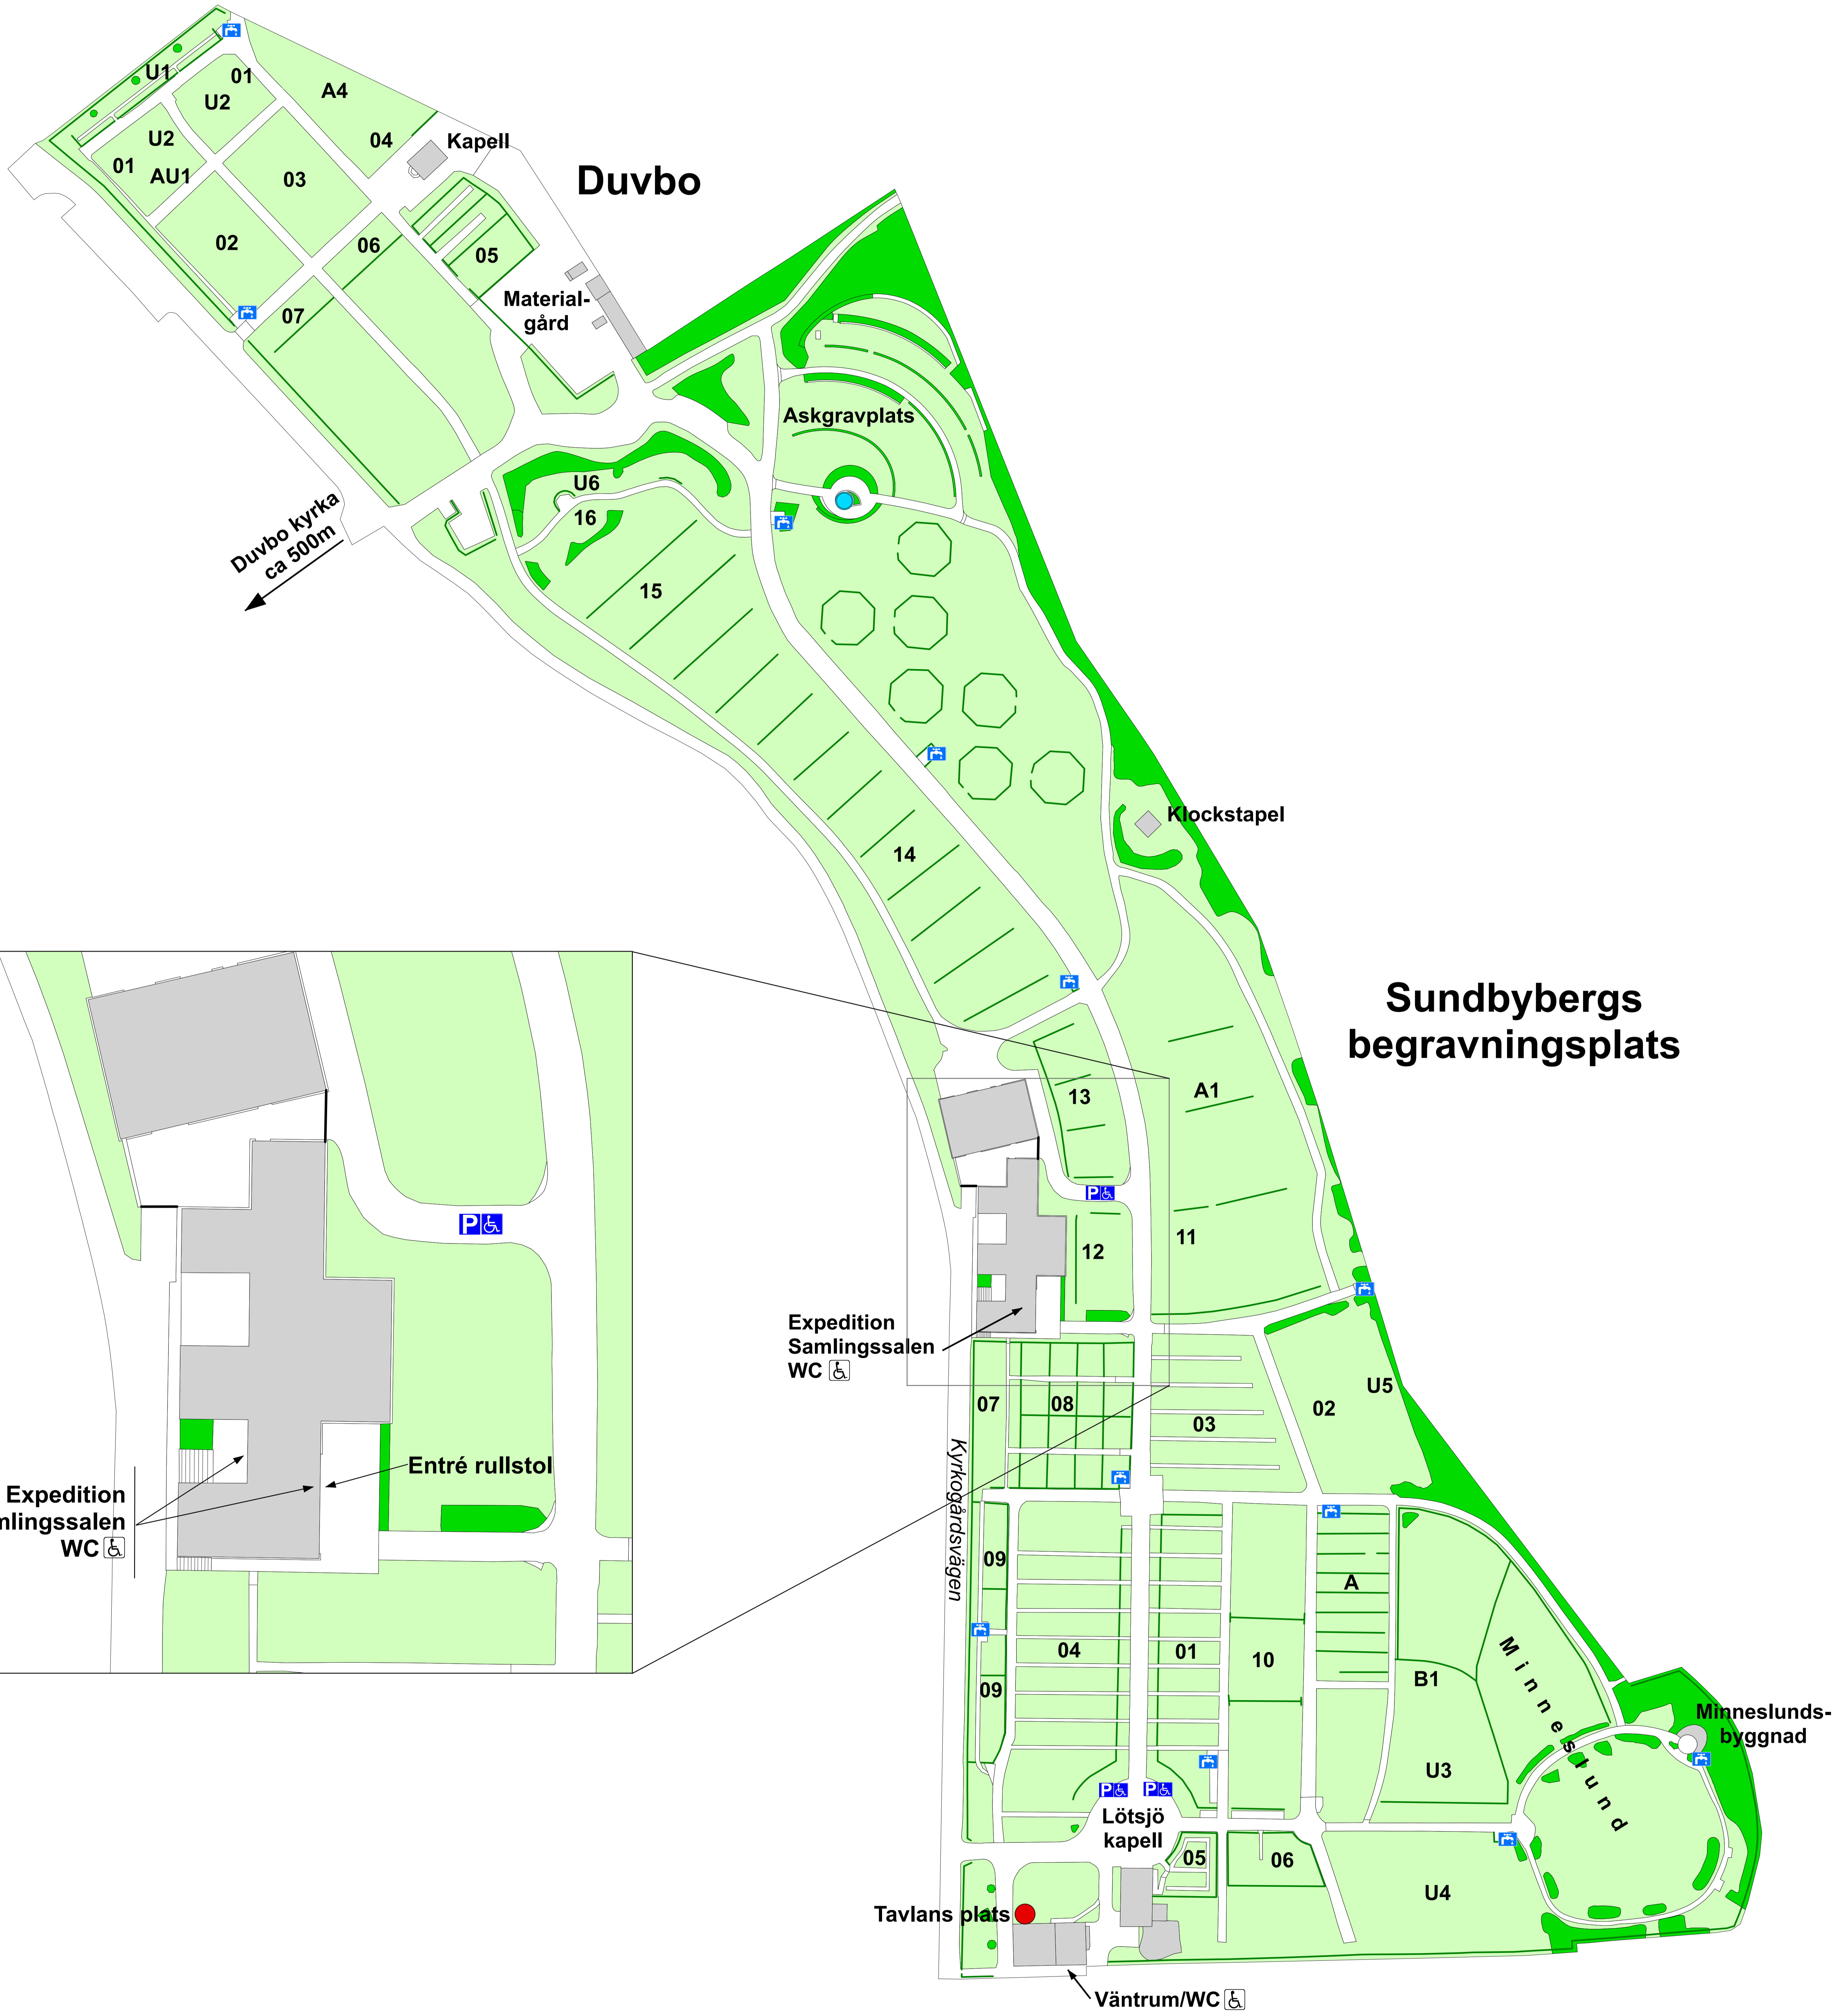 U1
01
U2
A4
U2
01
AU1
04
Kapell
03
Duvbo
02
06
05
07
Material-
gård
Askgravplats
U6
16
Duvbo kyrka
ca 500m
15
Klockstapel
14
Sundbybergs
begravningsplats
13
A1
P
11
12
Expedition
Samlingssalen
WC
P
07
08
03
02
U5
Kyrkogårdsvägen
Entré rullstol
Expedition
mlingssalen
WC
09
A
04
01
10
09
B1
Minneslund
Minneslunds-
byggnad
U3
P
P
Lötsjö
kapell
05
06
U4
Tavlans plats
Väntrum/WC